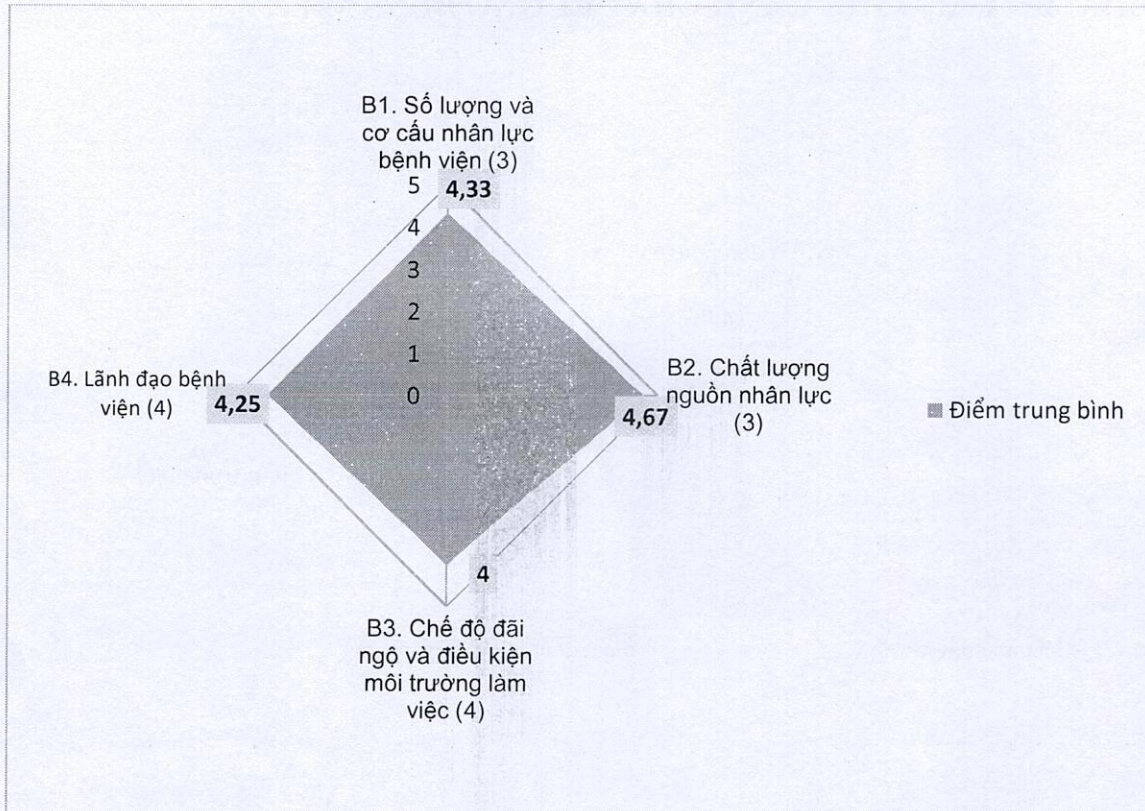 B1. Số lượng và
cơ cấu nhân lực
bệnh viện (3)
5
4,33
4
3
2
1
0
B4. Lãnh đạo bệnh
viện (4)
4,25
B2. Chất lượng
nguồn nhân lực
(3)
4,67
Điểm trung bình
4
B3. Chế độ đãi
ngộ và điều kiện
môi trường làm
việc (4)